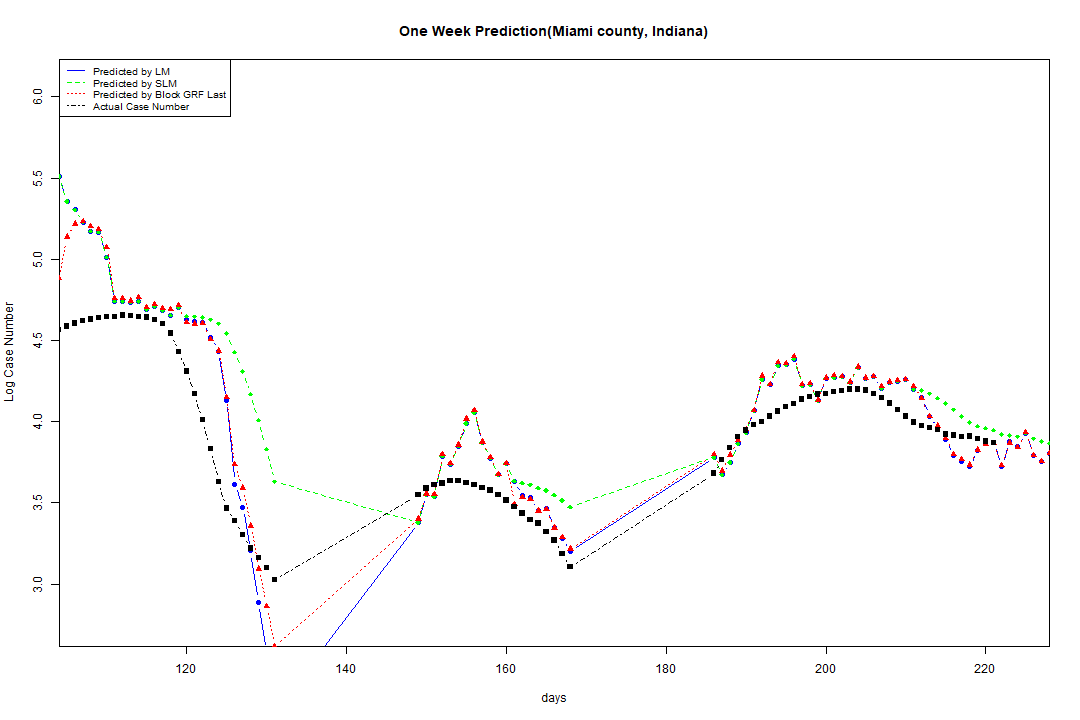 One Week Prediction(Miami county, Indiana)
Predicted by LM
Predicted by SLM
Predicted by Block GRF Last
Actual Case Number
6.0
5.5
5.0
4.5
4.0
3.5
3.0
Log Case Number
120 140 160 180 200 220
days